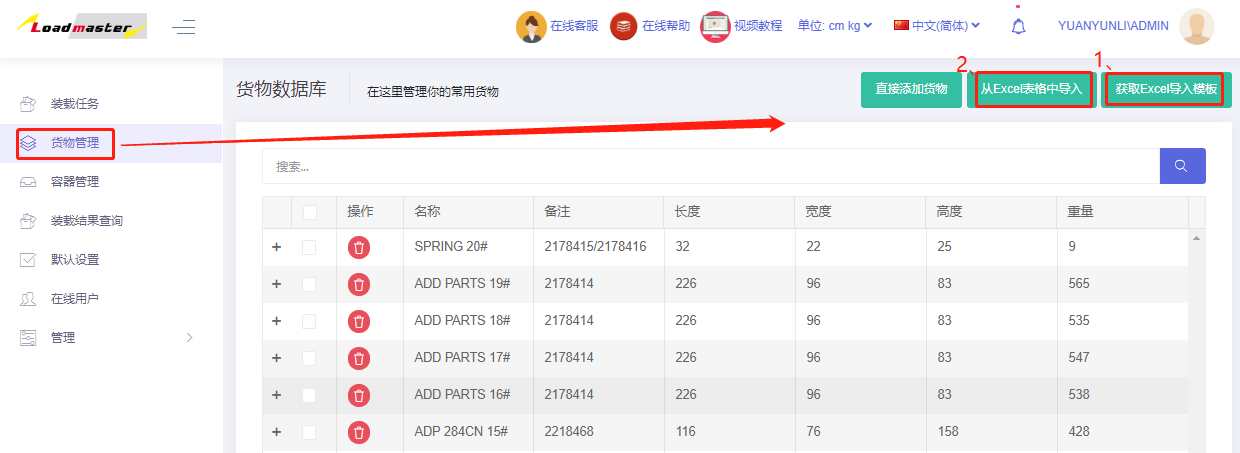 Loadmaster
在线客服 在线帮助 视频教程 单位: cm kg 中文(简体) YUANYUNLI\ADMIN
2、 1、
货物数据库 在这里管理你的常用货物 直接添加货物 从Excel表格中导入 获取Excel导入模板
装载任务
货物管理
容器管理
装载结果查询
默认设置
在线用户
管理
搜索...
操作 名称 备注 长度 宽度 高度 重量
+ SPRING 20# 2178415/2178416 32 22 25 9
+ ADD PARTS 19# 2178414 226 96 83 565
+ ADD PARTS 18# 2178414 226 96 83 535
+ ADD PARTS 17# 2178414 226 96 83 547
+ ADD PARTS 16# 2178414 226 96 83 538
+ ADP 284CN 15# 2218468 116 76 158 428